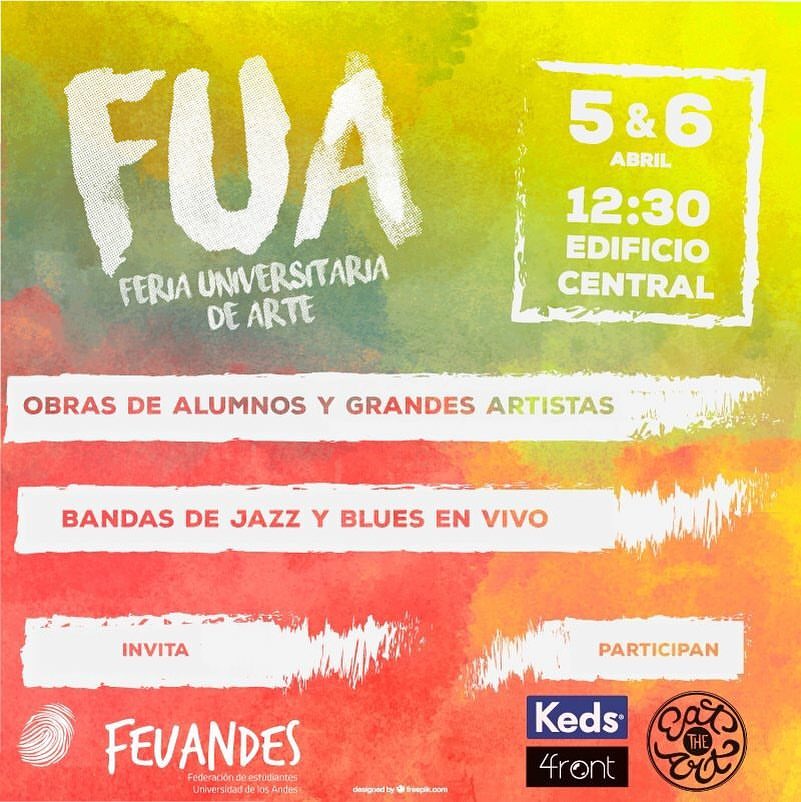 FUA
FERIA UNIVERSITARIA
DE ARTE
5 & 6
ABRIL
12:30
EDIFICIO
CENTRAL
OBRAS DE ALUMNOS Y GRANDES ARTISTAS
BANDAS DE JAZZ Y BLUES EN VIVO
INVITA
PARTICIPAN
FEUANDES
Federación de estudiantes
Universidad de los Andes
Keds®
4front
Eat
THE
Art
designed by freepik.com